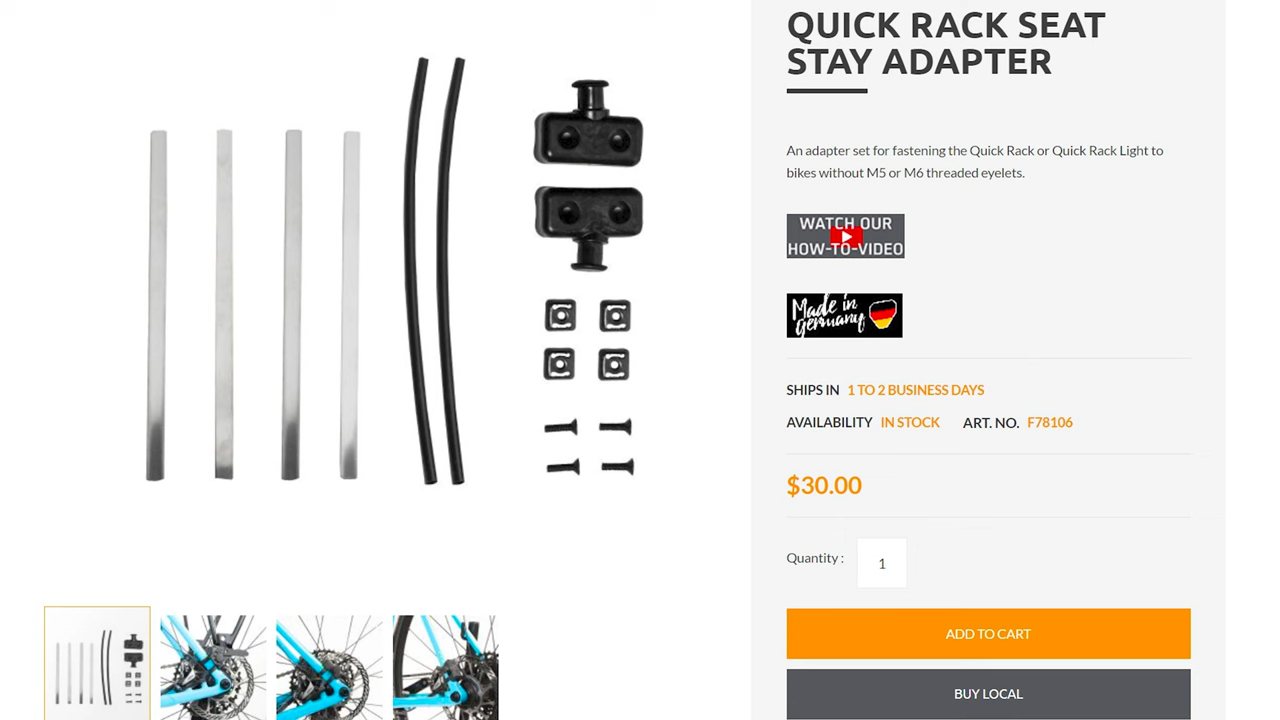 QUICK RACK SEAT
STAY ADAPTER
An adapter set for fastening the Quick Rack or Quick Rack Light to
bikes without M5 or M6 threaded eyelets.
WATCH OUR
HOW-TO-VIDEO
Made in
Germany
SHIPS IN 1 TO 2 BUSINESS DAYS
AVAILABILITY IN STOCK ART. NO. F78106
$30.00
Quantity : 1
ADD TO CART
BUY LOCAL